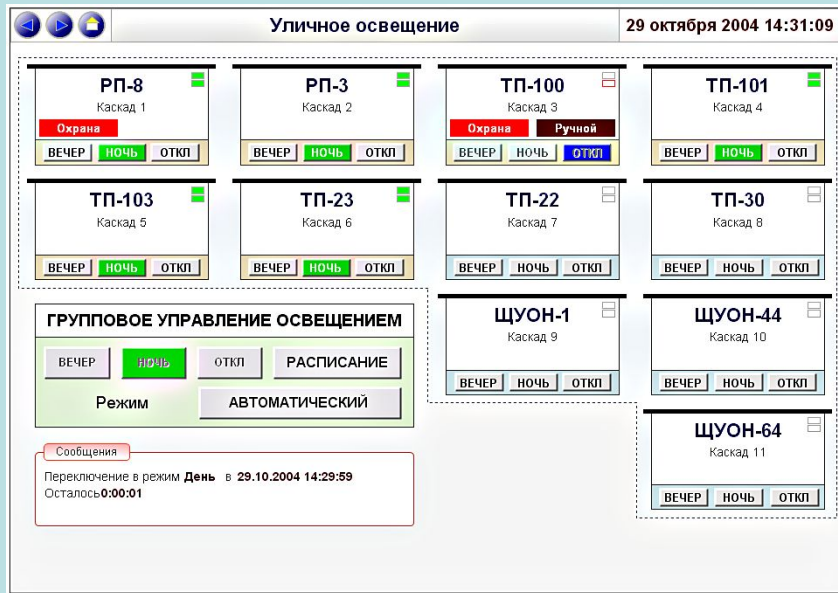 Уличное освещение
29 октября 2004 14:31:09
РП-8
Каскад 1
Охрана
ВЕЧЕР НОЧЬ ОТКЛ
РП-3
Каскад 2
ВЕЧЕР НОЧЬ ОТКЛ
ТП-100
Каскад 3
Охрана Ручной
ВЕЧЕР НОЧЬ ОТКЛ
ТП-101
Каскад 4
ВЕЧЕР НОЧЬ ОТКЛ
ТП-103
Каскад 5
ВЕЧЕР НОЧЬ ОТКЛ
ТП-23
Каскад 6
ВЕЧЕР НОЧЬ ОТКЛ
ТП-22
Каскад 7
ВЕЧЕР НОЧЬ ОТКЛ
ТП-30
Каскад 8
ВЕЧЕР НОЧЬ ОТКЛ
ЩУОН-1
Каскад 9
ВЕЧЕР НОЧЬ ОТКЛ
ЩУОН-44
Каскад 10
ВЕЧЕР НОЧЬ ОТКЛ
ЩУОН-64
Каскад 11
ВЕЧЕР НОЧЬ ОТКЛ
ГРУППОВОЕ УПРАВЛЕНИЕ ОСВЕЩЕНИЕМ
ВЕЧЕР НОЧЬ ОТКЛ РАСПИСАНИЕ
Режим АВТОМАТИЧЕСКИЙ
Сообщения
Переключение в режим День в 29.10.2004 14:29:59
Осталось0:00:01